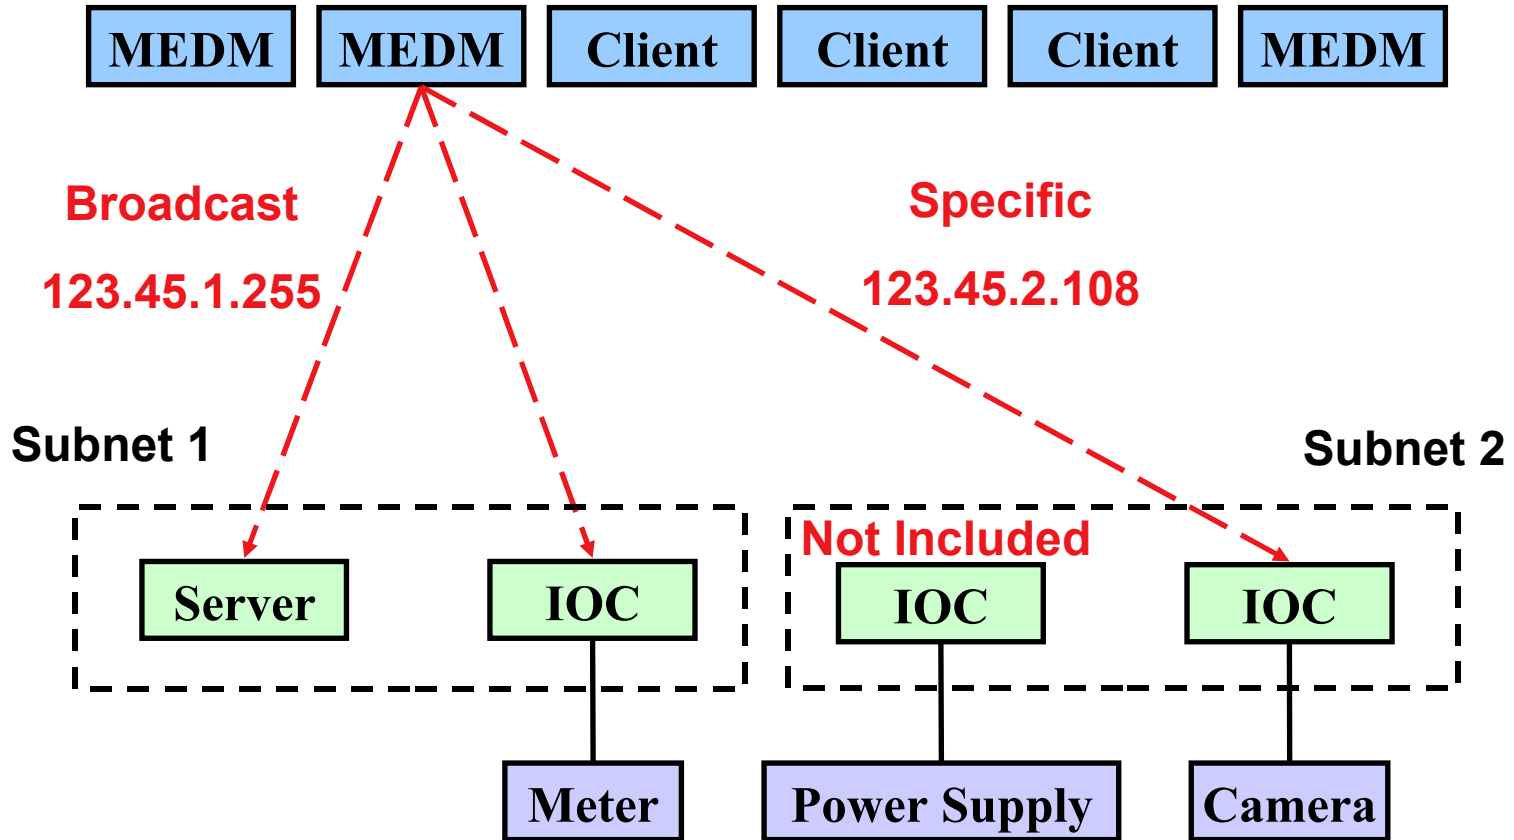 MEDM MEDM Client Client Client MEDM
Broadcast
123.45.1.255
Specific
123.45.2.108
Subnet 1
Subnet 2
Not Included
Server IOC IOC IOC
Meter Power Supply Camera